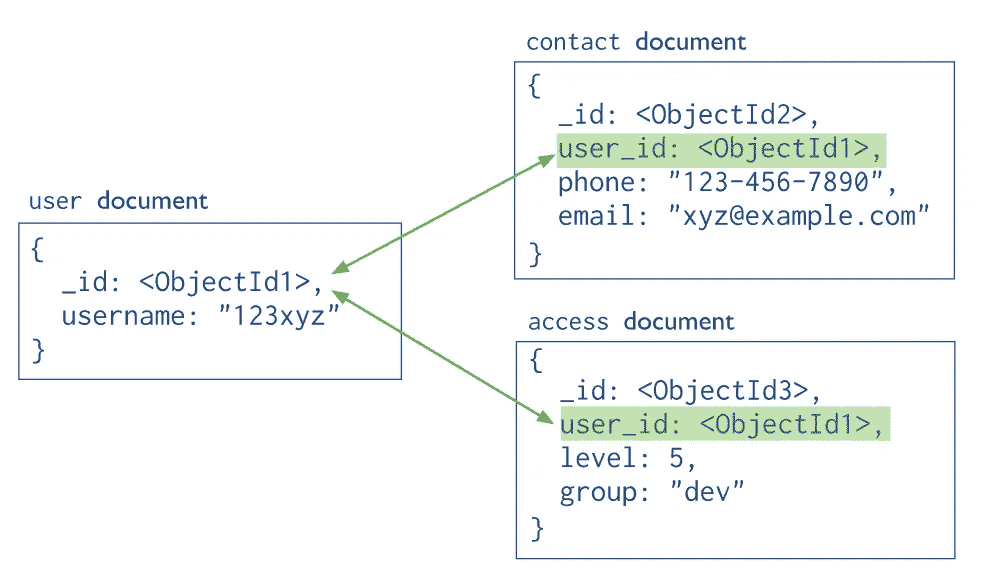 user document
{
_id: <ObjectId1>,
username: "123xyz"
}
contact document
{
_id: <ObjectId2>,
user_id: <ObjectId1>,
phone: "123-456-7890",
email: "xyz@example.com"
}
access document
{
_id: <ObjectId3>,
user_id: <ObjectId1>,
level: 5,
group: "dev"
}